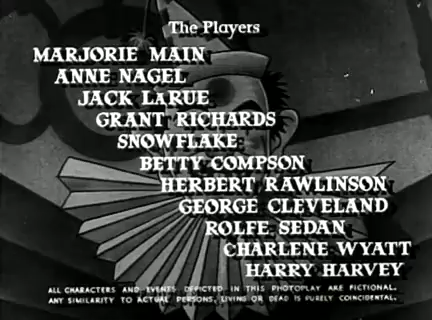 The Players
MARJORIE MAIN
ANNE NAGEL
JACK LaRUE
GRANT RICHARDS
SNOWFLAKE
BETTY COMPSON
HERBERT RAWLINSON
GEORGE CLEVELAND
ROLFE SEDAN
CHARLENE WYATT
HARRY HARVEY
ALL CHARACTERS AND EVENTS DEPICTED IN THIS PHOTOPLAY ARE FICTIONAL.
ANY SIMILARITY TO ACTUAL PERSONS, LIVING OR DEAD IS PURELY COINCIDENTAL.